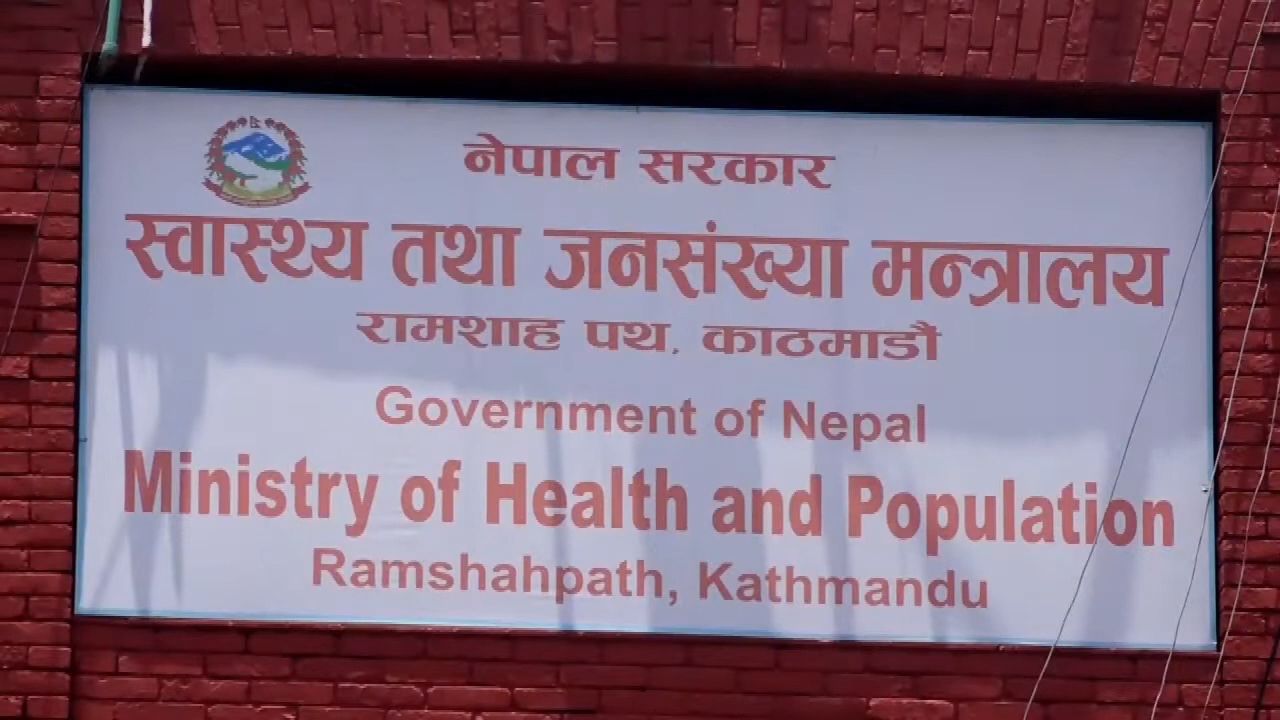 नेपाल सरकार
स्वास्थ्य तथा जनसंख्या मन्त्रालय
रामशाह पथ, काठमाडौं
Government of Nepal
Ministry of Health and Population
Ramshahpath, Kathmandu